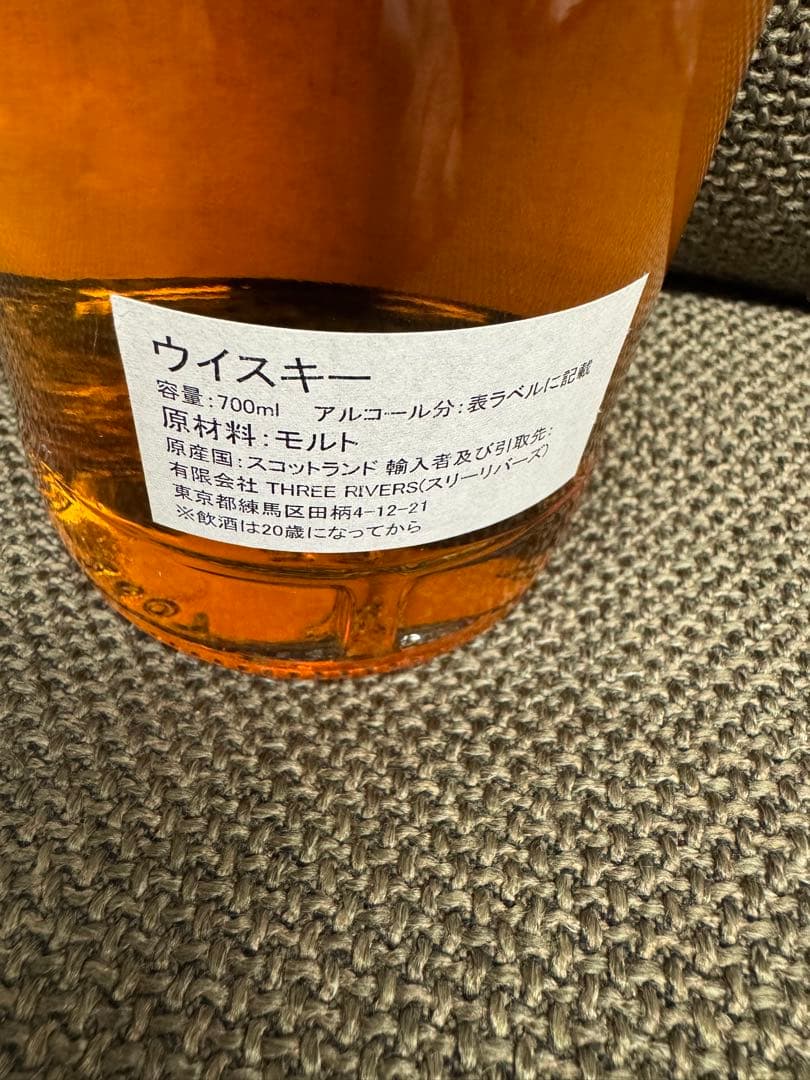 ウイスキー
容量:700ml アルコール分:表ラベルに記載
原材料:モルト
原産国:スコットランド 輸入者及び引取先:
有限会社 THREE RIVERS(スリーリバーズ)
東京都練馬区田柄4-12-21
※飲酒は20歳になってから